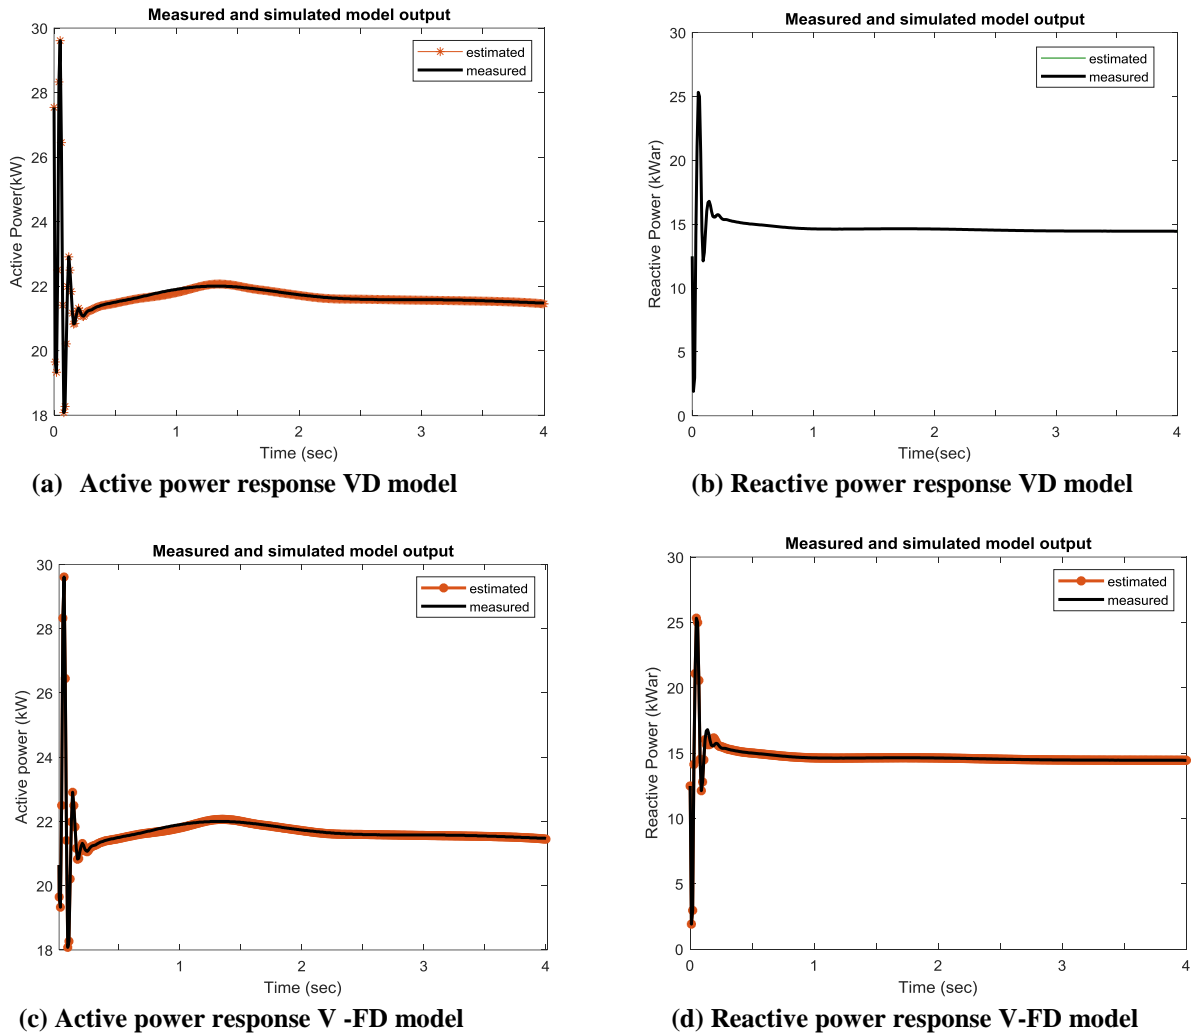 Measured and simulated model output
30
28
26
24
22
20
18
Active Power(kW)
estimated
measured
0
1
2
3
4
Time (sec)
(a) Active power response VD model
Measured and simulated model output
30
25
20
15
10
5
0
Reactive Power (kWar)
estimated
measured
0
1
2
3
4
Time(sec)
(b) Reactive power response VD model
Measured and simulated model output
30
28
26
24
22
20
18
Active power (kW)
estimated
measured
1
2
3
4
Time (sec)
(c) Active power response V -FD model
Measured and simulated model output
30
25
20
15
10
5
0
Reactive Power (kWar)
estimated
measured
0
1
2
3
4
Time (sec)
(d) Reactive power response V-FD model